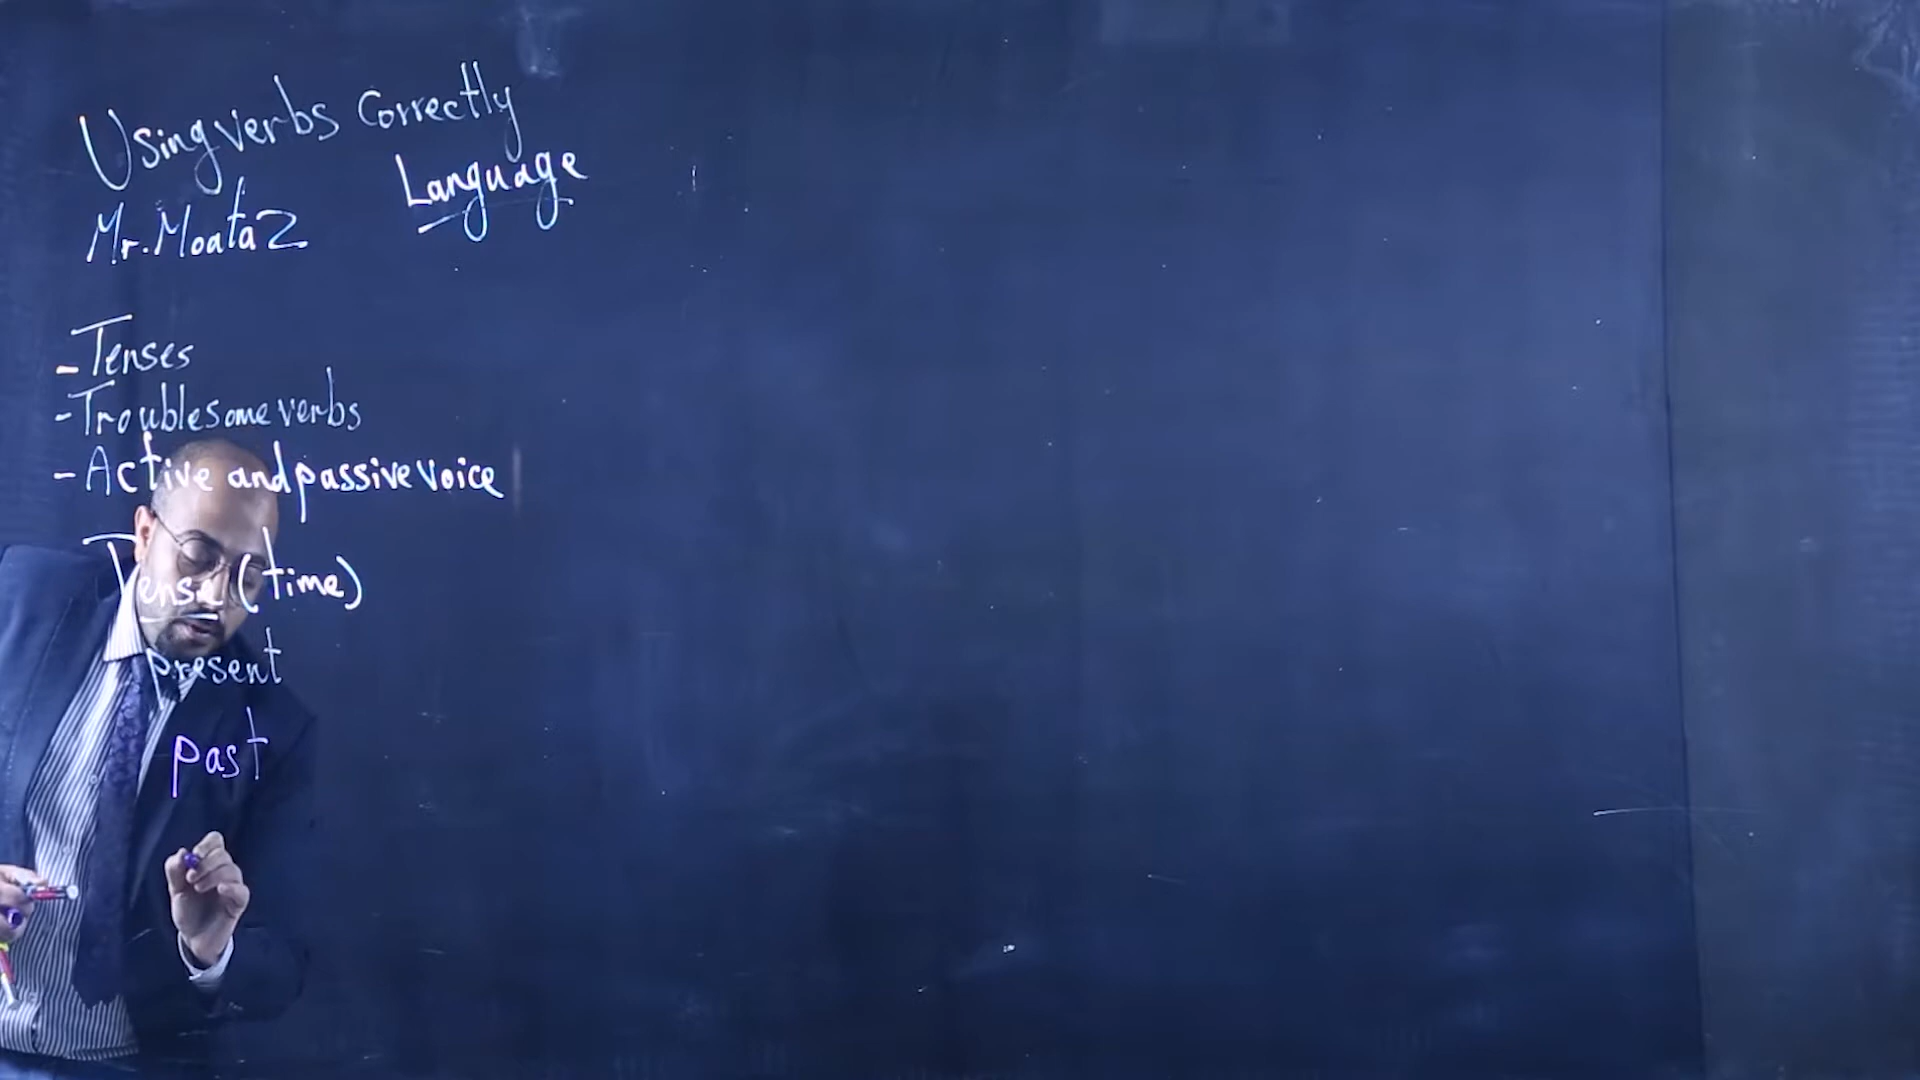 Using verbs Correctly
Language
Mr. Moataz
- Tenses
- Troublesome verbs
- Active and passive voice
Tense (time)
present
past